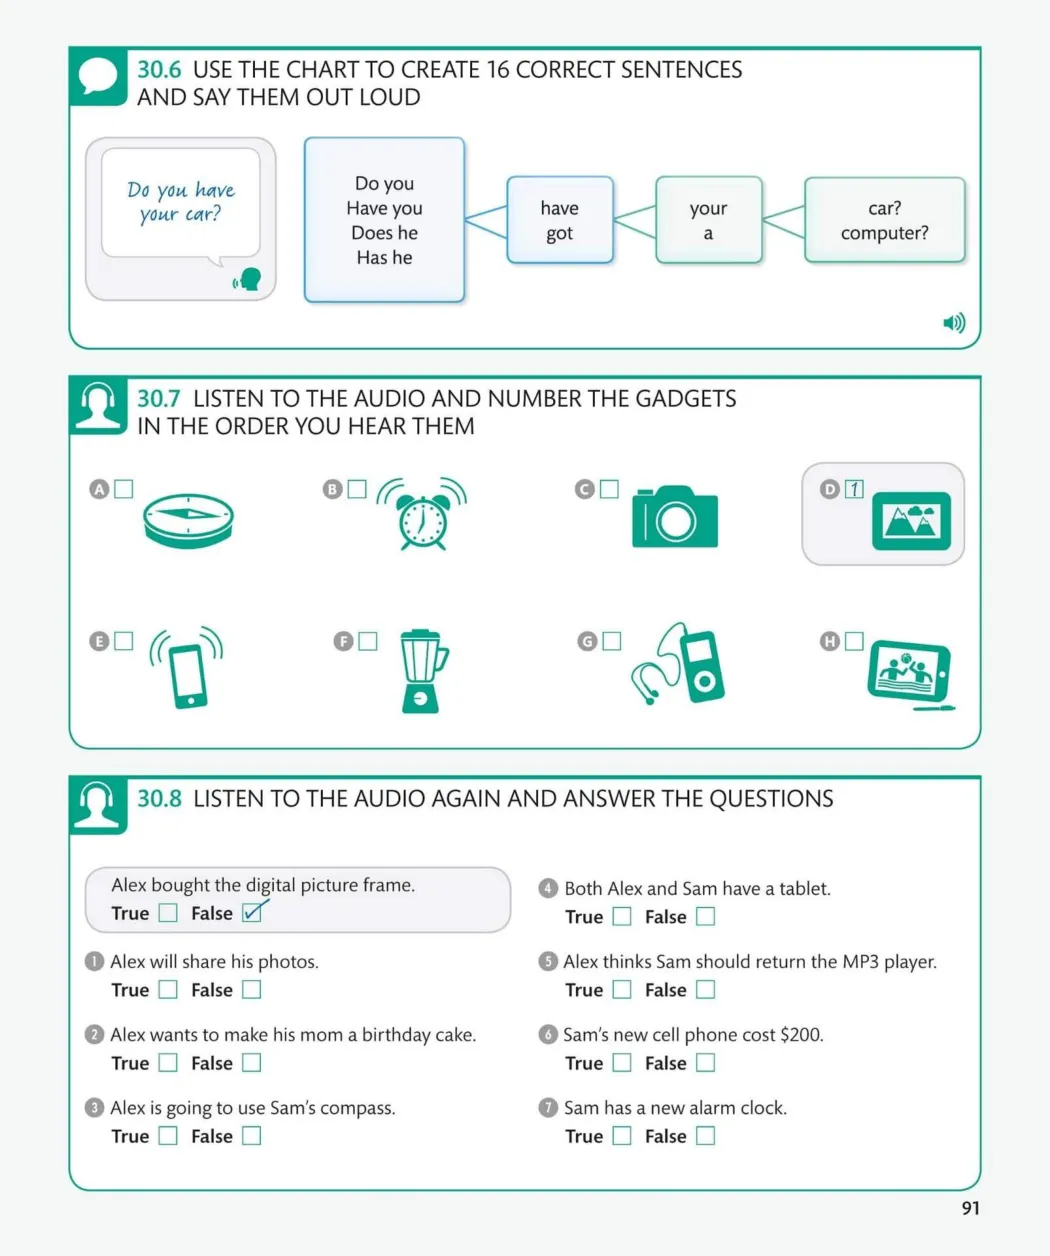 30.6 USE THE CHART TO CREATE 16 CORRECT SENTENCES
AND SAY THEM OUT LOUD
Do you have
your car?
Do you
Have you
Does he
Has he
have
got
your
a
car?
computer?
30.7 LISTEN TO THE AUDIO AND NUMBER THE GADGETS
IN THE ORDER YOU HEAR THEM
A
B
C
D 1
E
F
G
H
30.8 LISTEN TO THE AUDIO AGAIN AND ANSWER THE QUESTIONS
Alex bought the digital picture frame.
True False
1 Alex will share his photos.
True False
2 Alex wants to make his mom a birthday cake.
True False
3 Alex is going to use Sam's compass.
True False
4 Both Alex and Sam have a tablet.
True False
5 Alex thinks Sam should return the MP3 player.
True False
6 Sam's new cell phone cost $200.
True False
7 Sam has a new alarm clock.
True False
91